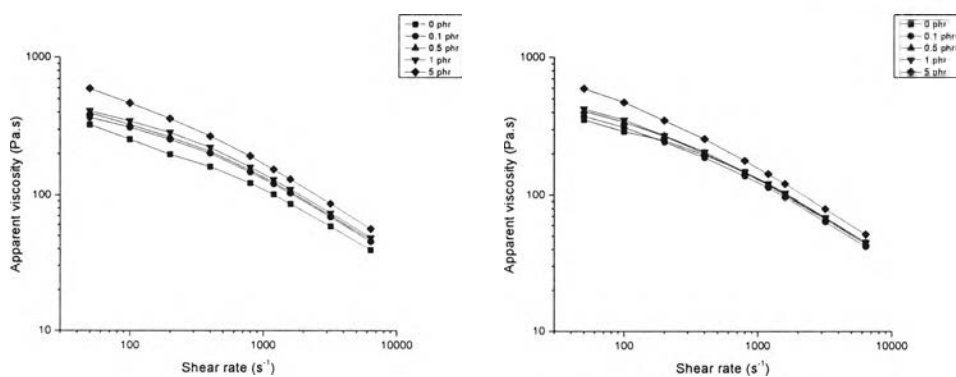 0 phr
0.1 phr
0.5 phr
1 phr
5 phr
1000
100
10
Apparent viscosity (Pa.s)
100
1000
10000
Shear rate (s⁻¹)
0 phr
0.1 phr
0.5 phr
1 phr
5 phr
1000
100
10
Apparent viscosity (Pa.s)
100
1000
10000
Shear rate (s⁻¹)